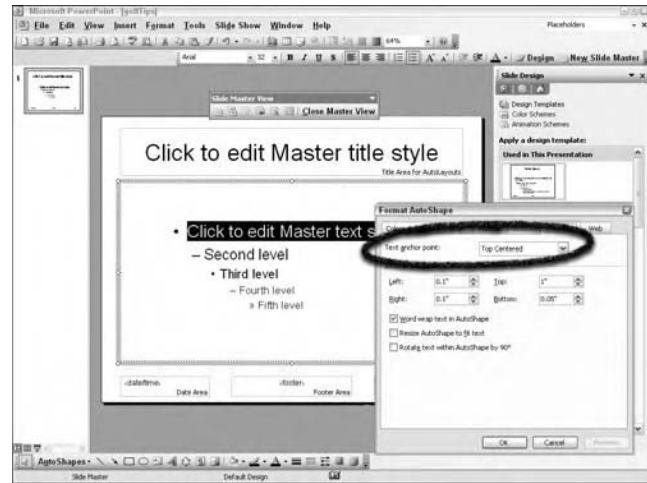 Microsoft PowerPoint - [golfTips]
File Edit View Insert Format Tools Slide Show Window Help
Placeholders
Arial 32 B I U S Design New Slide Master
64%
1
Slide Master View
Close Master View
Click to edit Master title style
Title Area for AutoLayouts
• Click to edit Master text s
– Second level
• Third level
– Fourth level
» Fifth level
<date/time>
Date Area
<footer>
Footer Area
Slide Design
Design Templates
Color Schemes
Animation Schemes
Apply a design template:
Used in This Presentation
Format AutoShape
Web
Text anchor point: Top Centered
Left: 0.1" Top: 1"
Right: 0.1" Bottom: 0.05"
Word wrap text in AutoShape
Resize AutoShape to fit text
Rotate text within AutoShape by 90°
OK Cancel
AutoShapes
Slide Master Default Design